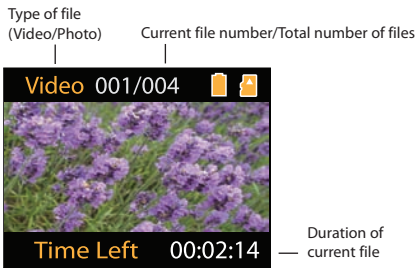 Type of file
(Video/Photo)
Current file number/Total number of files
Video 001/004
Time Left 00:02:14
Duration of
current file